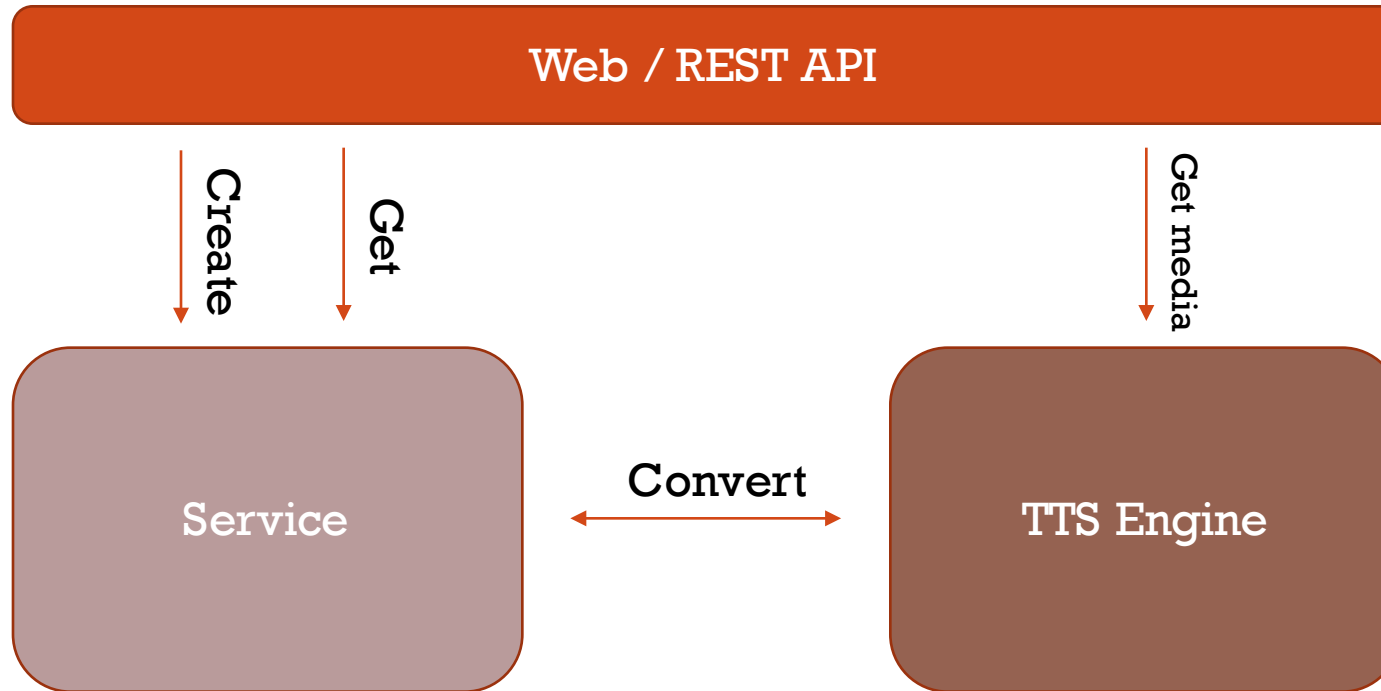 Web / REST API
Create
Get
Get media
Convert
Service
TTS Engine